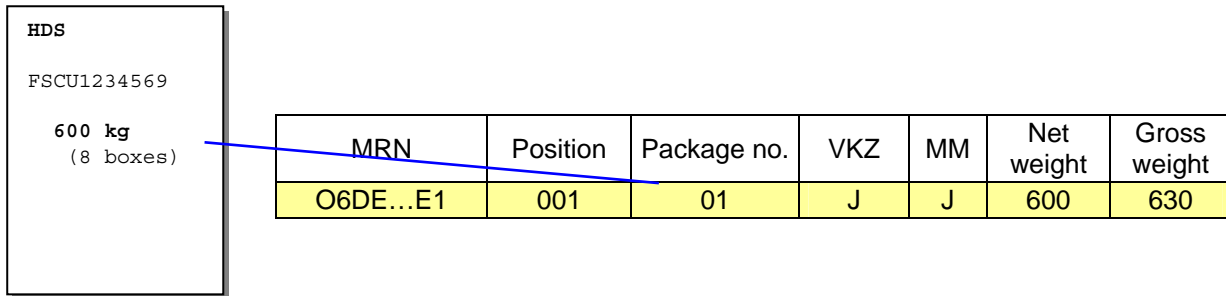 HDS
FSCU1234569
600 kg
(8 boxes)
MRN Position Package no. VKZ MM Net weight Gross weight
O6DE…E1 001 01 J J 600 630